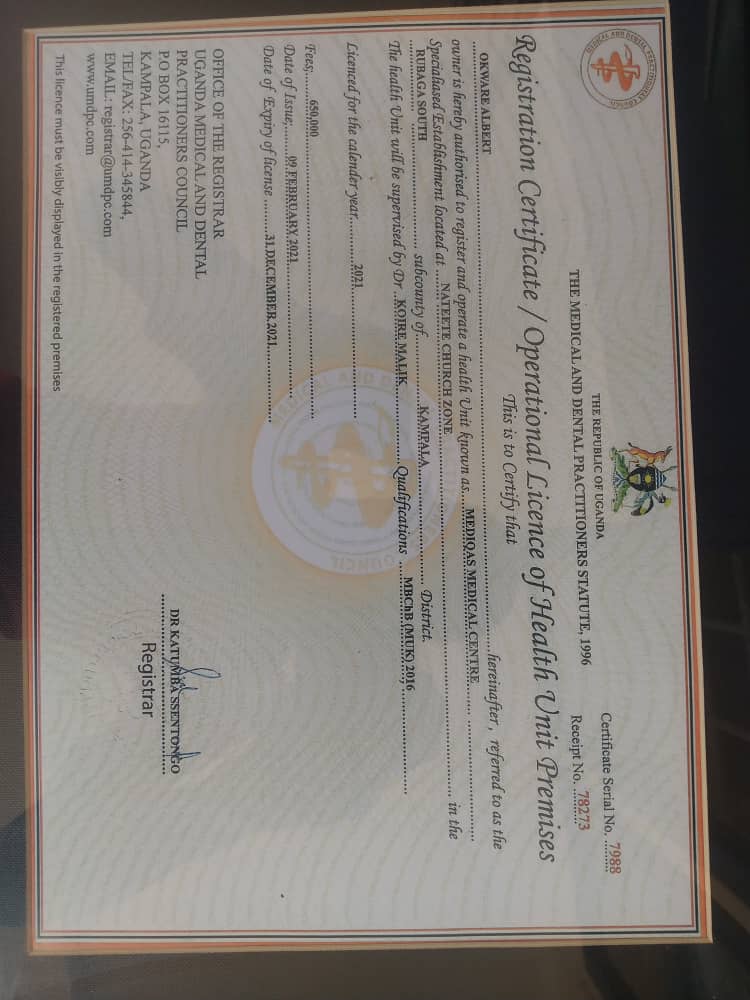 THE REPUBLIC OF UGANDA
THE MEDICAL AND DENTAL PRACTITIONERS STATUTE, 1996
Certificate Serial No. 7988
Receipt No. 78273
Registration Certificate / Operational Licence of Health Unit Premises
This is to Certify that
OKWARE ALBERT hereinafter, referred to as the
owner is hereby authorised to register and operate a health Unit known as MEDIQAS MEDICAL CENTRE
Specialiased Establishment located at NATEETE CHURCH ZONE in the
RUBAGA SOUTH subcounty of KAMPALA District.
The health Unit will be supervised by Dr KOIRE MALIK Qualifications MBChB (MUK) 2016
Licenced for the calender year 2021
Fees; 650,000
Date of Issue; 09 FEBRUARY 2021
Date of Expiry of license 31 DECEMBER 2021
DR KATUMBA SSENTONGO
Registrar
OFFICE OF THE REGISTRAR
UGANDA MEDICAL AND DENTAL
PRACTITIONERS COUNCIL
P/O BOX 16115,
KAMPALA, UGANDA
TEL/FAX: 256-414-345844,
EMAIL: registrar@umdpc.com
www.umdpc.com
This licence must be visibly displayed in the registered premises